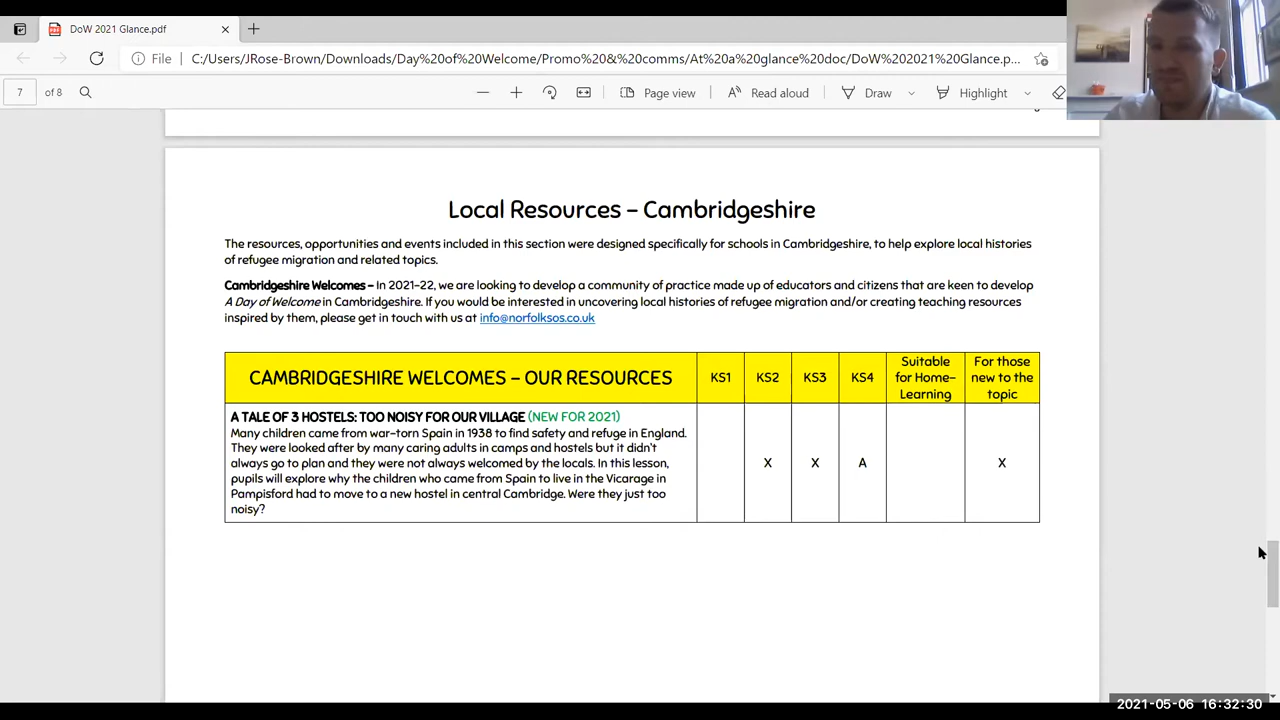 DoW 2021 Glance.pdf
File
C:/Users/JRose-Brown/Downloads/Day%20of%20Welcome/Promo%20&%20comms/At%20a%20glance%20doc/DoW%202021%20Glance.p...
7 of 8
Page view
Read aloud
Draw
Highlight
Local Resources – Cambridgeshire
The resources, opportunities and events included in this section were designed specifically for schools in Cambridgeshire, to help explore local histories
of refugee migration and related topics.
Cambridgeshire Welcomes – In 2021-22, we are looking to develop a community of practice made up of educators and citizens that are keen to develop
A Day of Welcome in Cambridgeshire. If you would be interested in uncovering local histories of refugee migration and/or creating teaching resources
inspired by them, please get in touch with us at info@norfolksos.co.uk
CAMBRIDGESHIRE WELCOMES – OUR RESOURCES
KS1
KS2
KS3
KS4
Suitable
for Home-
Learning
For those
new to the
topic
A TALE OF 3 HOSTELS: TOO NOISY FOR OUR VILLAGE (NEW FOR 2021)
Many children came from war-torn Spain in 1938 to find safety and refuge in England.
They were looked after by many caring adults in camps and hostels but it didn't
always go to plan and they were not always welcomed by the locals. In this lesson,
pupils will explore why the children who came from Spain to live in the Vicarage in
Pampisford had to move to a new hostel in central Cambridge. Were they just too
noisy?
X
X
A
X
2021-05-06 16:32:30